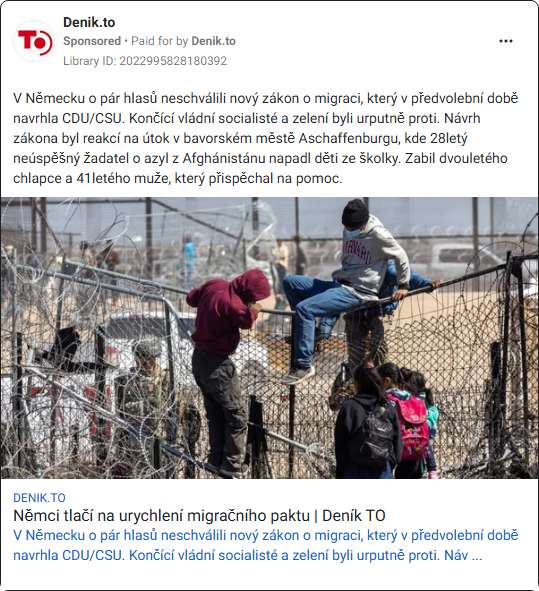 Denik.to
TO
Sponsored • Paid for by Denik.to
Library ID: 2022995828180392
V Německu o pár hlasů neschválili nový zákon o migraci, který v předvolební době
navrhla CDU/CSU. Končící vládní socialisté a zelení byli urputně proti. Návrh
zákona byl reakcí na útok v bavorském městě Aschaffenburgu, kde 28letý
neúspěšný žadatel o azyl z Afghánistánu napadl děti ze školky. Zabil dvouletého
chlapce a 41letého muže, který přispěchal na pomoc.
HARVARD
DENIK.TO
Němci tlačí na urychlení migračního paktu | Deník TO
V Německu o pár hlasů neschválili nový zákon o migraci, který v předvolební době
navrhla CDU/CSU. Končící vládní socialisté a zelení byli urputně proti. Náv ...